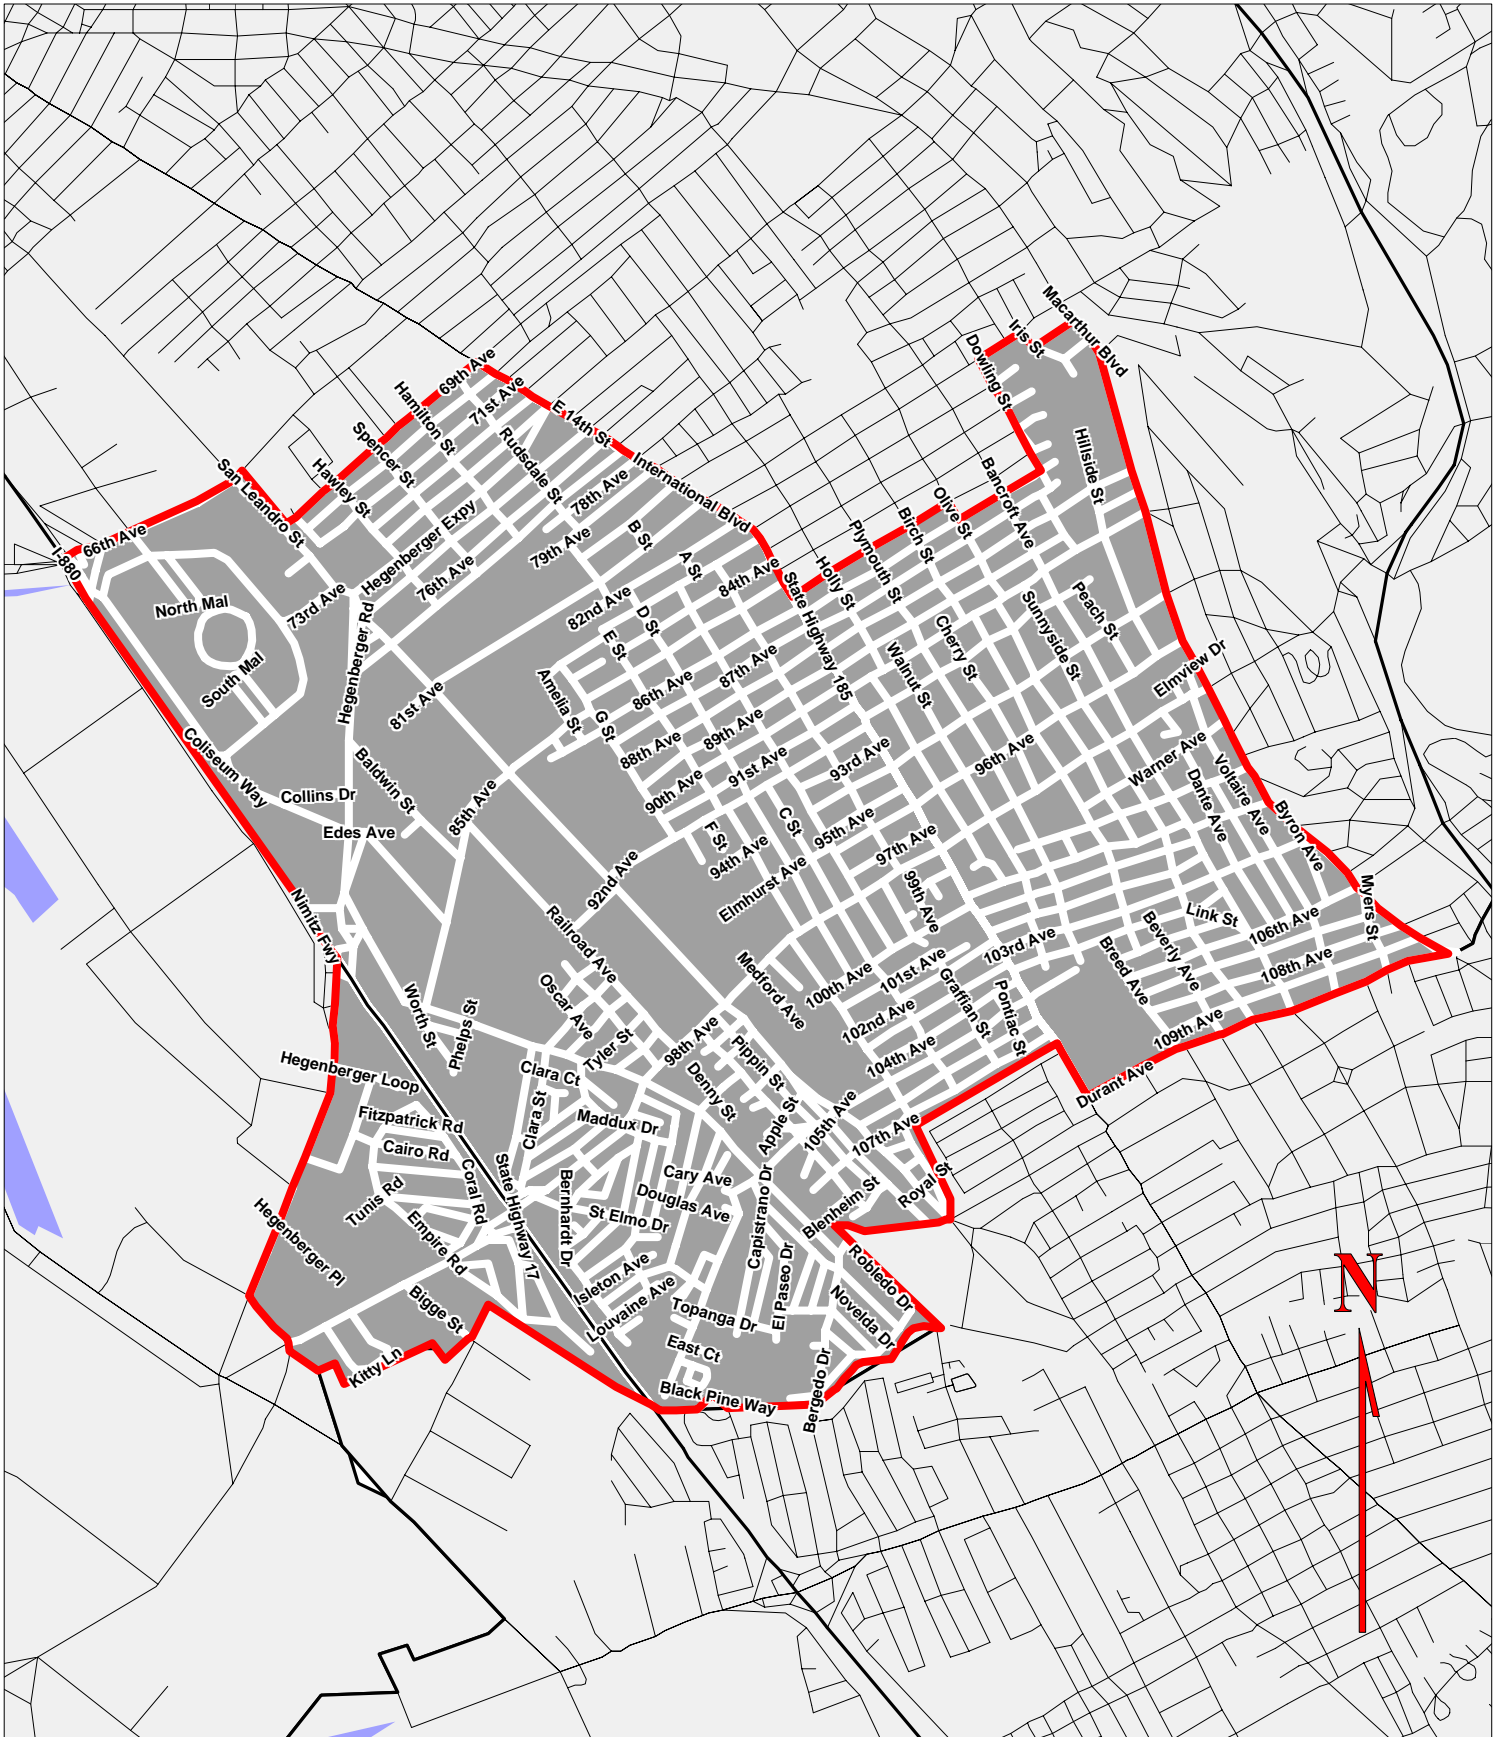 Macarthur Blvd
Iris St
Dowling St
69th Ave
71st Ave
Hamilton St
E 14th St
Spencer St
Rudsdale St
Hillside St
Hawley St
San Leandro St
International Blvd
78th Ave
Bancroft Ave
Olive St
Birch St
Hegenberger Expy
66th Ave
I-880
79th Ave
B St
A St
Plymouth St
76th Ave
84th Ave
Holly St
State Highway 185
73rd Ave
North Mal
82nd Ave
D St
E St
Peach St
Sunnyside St
Cherry St
Walnut St
Elmview Dr
South Mal
Hegenberger Rd
81st Ave
Amelia St
G St
86th Ave
87th Ave
88th Ave
89th Ave
90th Ave
91st Ave
93rd Ave
96th Ave
Warner Ave
Voltaire Ave
Dante Ave
Coliseum Way
Collins Dr
Baldwin St
85th Ave
Edes Ave
F St
C St
94th Ave
95th Ave
97th Ave
Byron Ave
Elmhurst Ave
92nd Ave
99th Ave
Myers St
Link St
106th Ave
Nimitz Fwy
Railroad Ave
Medford Ave
100th Ave
101st Ave
103rd Ave
Beverly Ave
Breed Ave
108th Ave
Worth St
Phelps St
Oscar Ave
Tyler St
98th Ave
102nd Ave
Graffian St
Pontiac St
104th Ave
109th Ave
Durant Ave
Hegenberger Loop
Clara Ct
Clara St
Pippin St
Denny St
Apple St
105th Ave
107th Ave
Fitzpatrick Rd
Maddux Dr
Cairo Rd
Coral Rd
State Highway 17
Cary Ave
Douglas Ave
Capistrano Dr
Blenheim St
Royal St
Tunis Rd
Bernhardt Dr
St Elmo Dr
Hegenberger Pl
Empire Rd
N
Isleton Ave
Louvaine Ave
El Paseo Dr
Robledo Dr
Novelda Dr
Bigge St
Topanga Dr
East Ct
Kitty Ln
Black Pine Way
Bergedo Dr